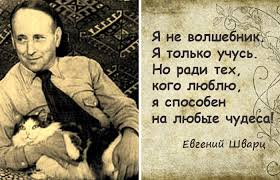 Я не волшебник,
Я только учусь.
Но ради тех,
кого люблю,
я способен
на любые чудеса!
Евгений Шварц